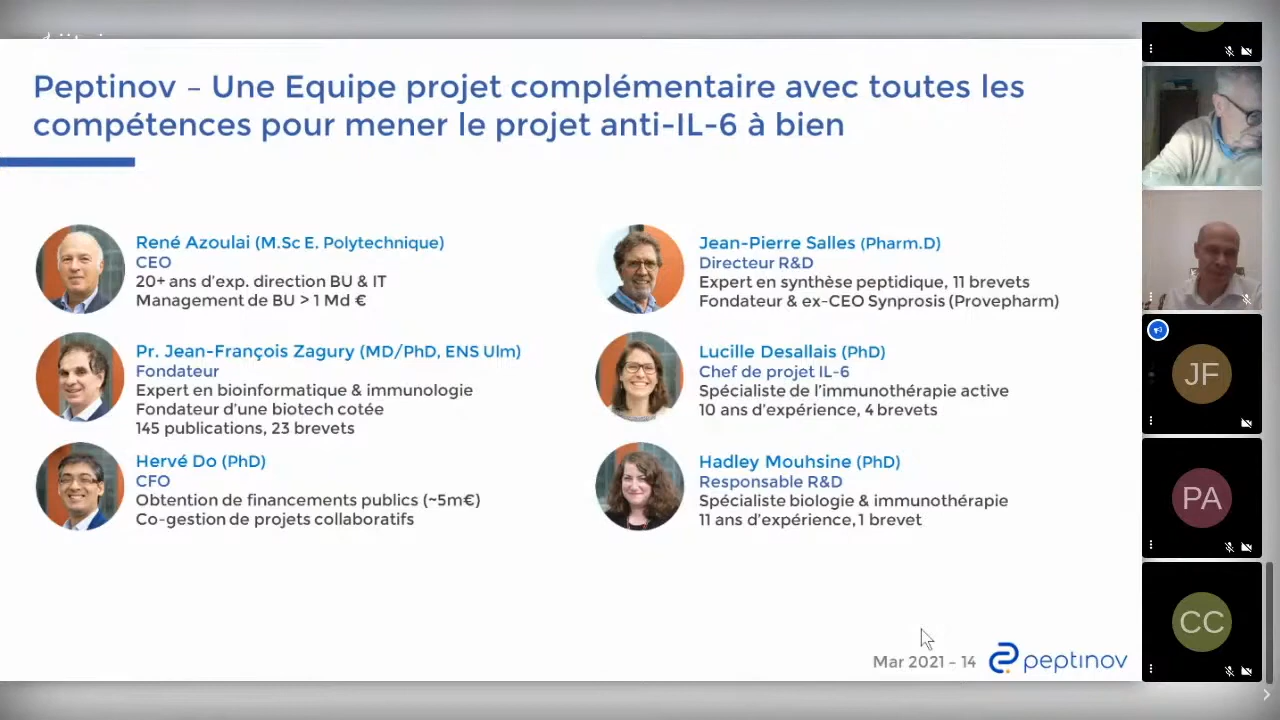 Peptinov – Une Equipe projet complémentaire avec toutes les
compétences pour mener le projet anti-IL-6 à bien
René Azoulai (M.Sc E. Polytechnique)
CEO
20+ ans d'exp. direction BU & IT
Management de BU > 1 Md €
Pr. Jean-François Zagury (MD/PhD, ENS Ulm)
Fondateur
Expert en bioinformatique & immunologie
Fondateur d'une biotech cotée
145 publications, 23 brevets
Hervé Do (PhD)
CFO
Obtention de financements publics (~5m€)
Co-gestion de projets collaboratifs
Jean-Pierre Salles (Pharm.D)
Directeur R&D
Expert en synthèse peptidique, 11 brevets
Fondateur & ex-CEO Synprosis (Provepharm)
Lucille Desallais (PhD)
Chef de projet IL-6
Spécialiste de l'immunothérapie active
10 ans d'expérience, 4 brevets
Hadley Mouhsine (PhD)
Responsable R&D
Spécialiste biologie & immunothérapie
11 ans d'expérience, 1 brevet
Mar 2021 – 14
peptinov
JF
PA
CC